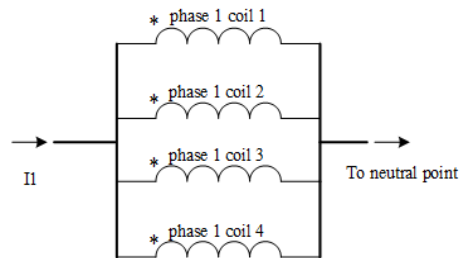 * phase 1 coil 1
* phase 1 coil 2
* phase 1 coil 3
I1
To neutral point
* phase 1 coil 4